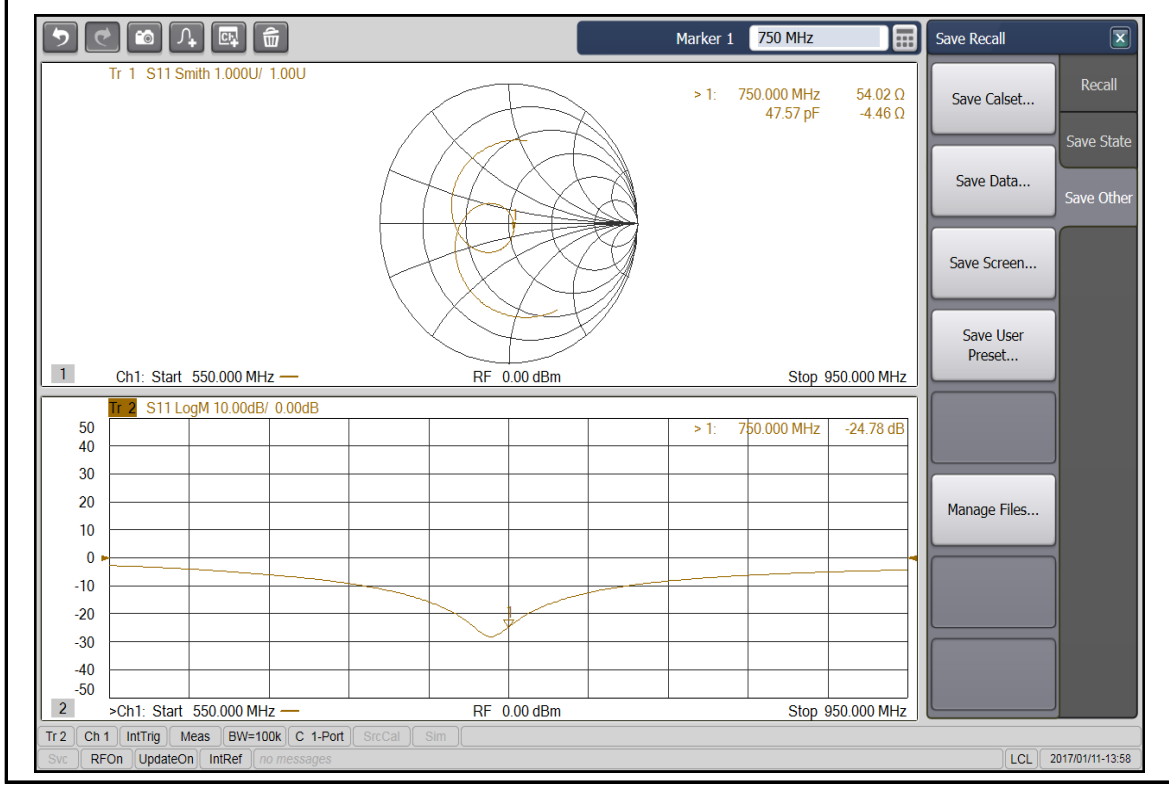 Marker 1 750 MHz
Save Recall
Tr 1 S11 Smith 1.000U/ 1.00U
> 1: 750.000 MHz 54.02 Ω
47.57 pF -4.46 Ω
1
Ch1: Start 550.000 MHz
RF 0.00 dBm
Stop 950.000 MHz
Tr 2 S11 LogM 10.00dB/ 0.00dB
> 1: 750.000 MHz -24.78 dB
50
40
30
20
10
0
-10
-20
-30
-40
-50
1
2
>Ch1: Start 550.000 MHz
RF 0.00 dBm
Stop 950.000 MHz
Save Calset...
Save Data...
Save Screen...
Save User
Preset...
Manage Files...
Recall
Save State
Save Other
Tr 2 Ch 1 IntTrig Meas BW=100k C 1-Port SrcCal Sim
Svc RFOn UpdateOn IntRef no messages LCL 2017/01/11-13:58